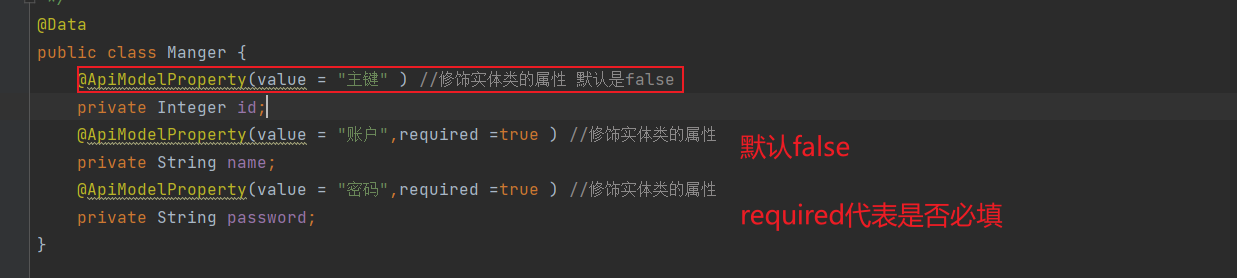 */
@Data
public class Manger {
@ApiModelProperty(value = "主键" ) //修饰实体类的属性 默认是false
private Integer id;
@ApiModelProperty(value = "账户",required =true ) //修饰实体类的属性
默认false
private String name;
@ApiModelProperty(value = "密码",required =true ) //修饰实体类的属性
private String password;
required代表是否必填
}